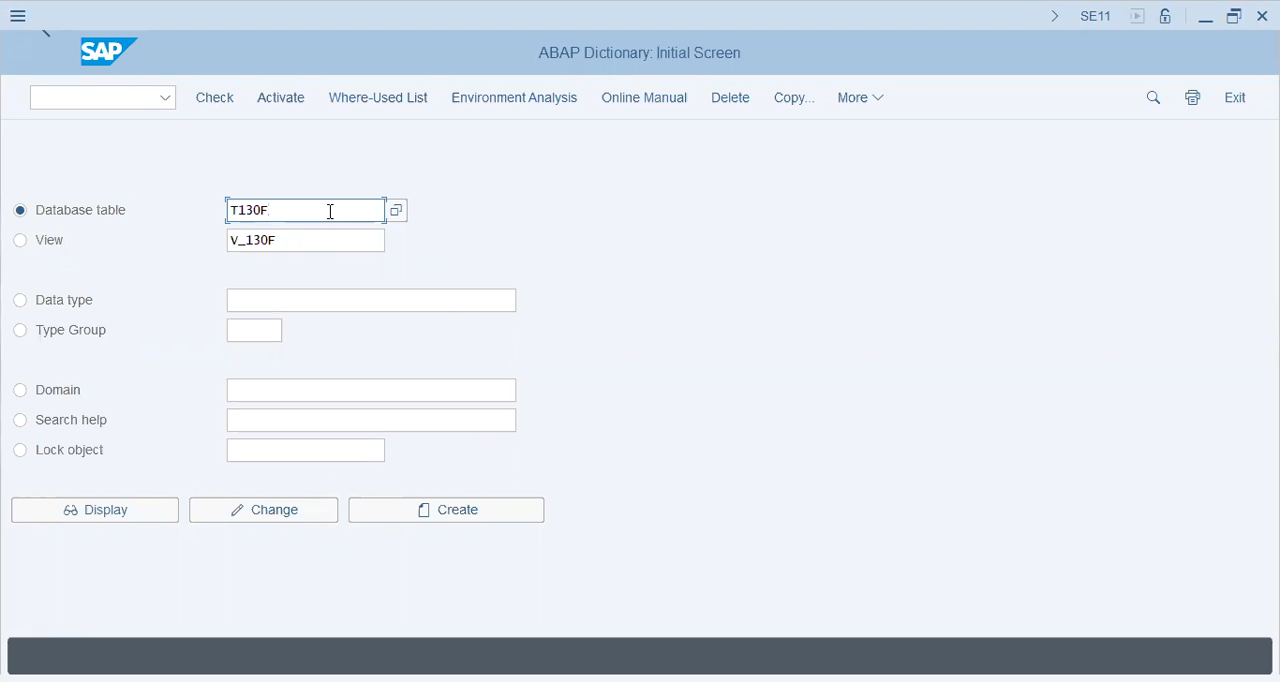 SE11
SAP
ABAP Dictionary: Initial Screen
Check Activate Where-Used List Environment Analysis Online Manual Delete Copy... More Exit
Database table T130F
View V_130F
Data type
Type Group
Domain
Search help
Lock object
Display Change Create